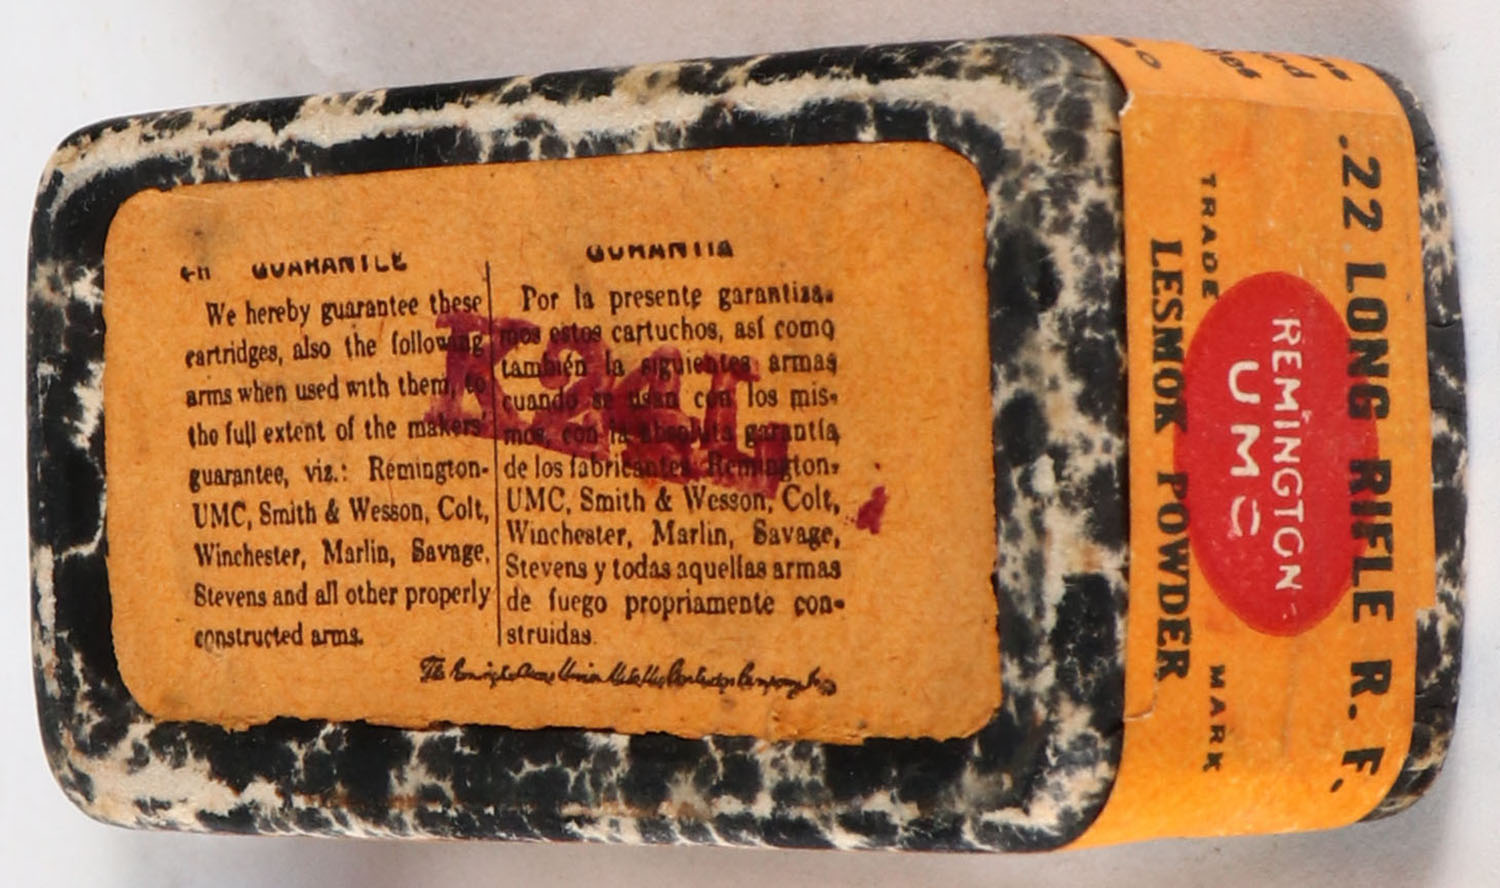 GUARANTEE
We hereby guarantee these
cartridges, also the following
arms when used with them, to
the full extent of the makers'
guarantee, viz.: Remington-
UMC, Smith & Wesson, Colt,
Winchester, Marlin, Savage,
Stevens and all other properly
constructed arms.
GURANTIA
Por la presente garantiza-
mos estos cartuchos, así como
también la siguientes armas
cuando se usan con los mis-
mos, con la absoluta garantía
de los fabricantes Remington-
UMC, Smith & Wesson, Colt,
Winchester, Marlin, Savage,
Stevens y todas aquellas armas
de fuego propriamente con-
struidas.
.22 LONG RIFLE R. F.
REMINGTON
UMC
TRADE MARK
LESMOK POWDER